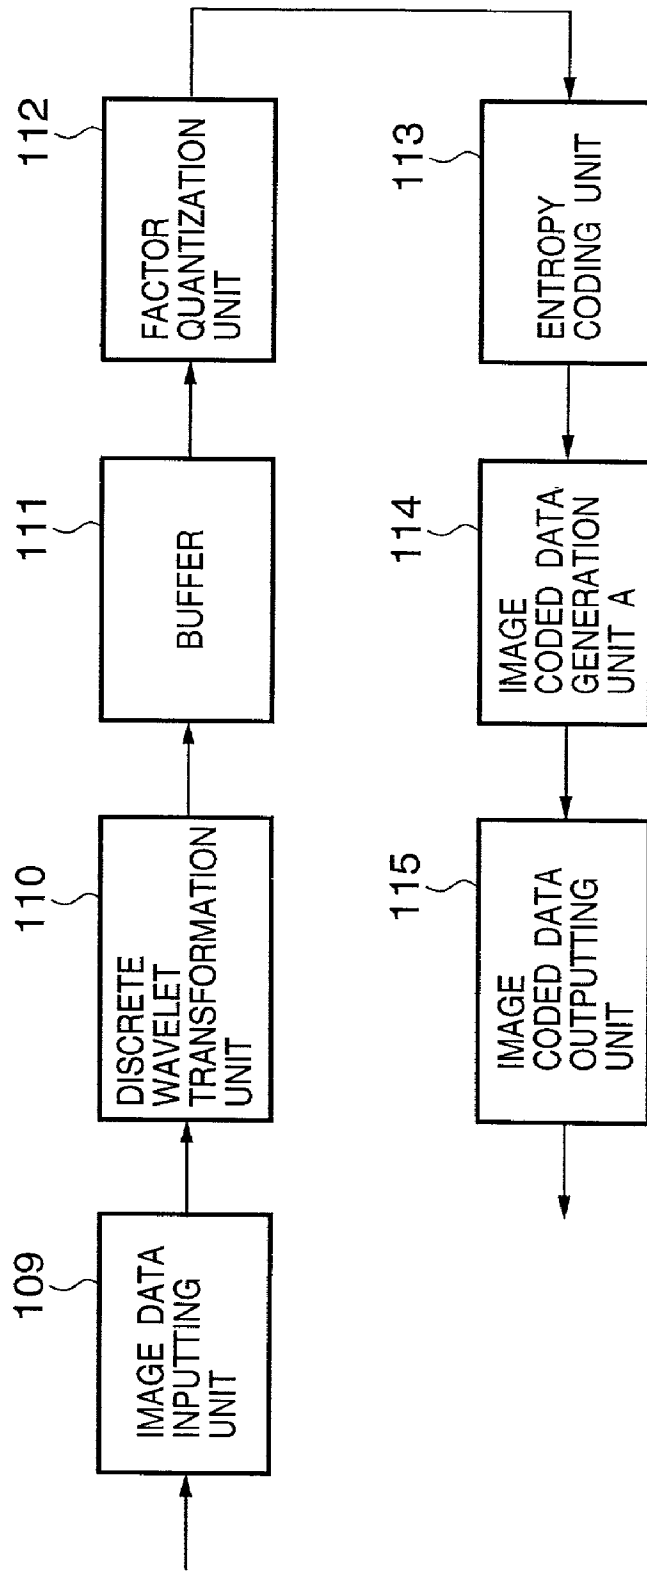 109
IMAGE DATA
INPUTTING
UNIT
110
DISCRETE
WAVELET
TRANSFORMATION
UNIT
111
BUFFER
112
FACTOR
QUANTIZATION
UNIT
113
ENTROPY
CODING UNIT
114
IMAGE
CODED DATA
GENERATION
UNIT A
115
IMAGE
CODED DATA
OUTPUTTING
UNIT